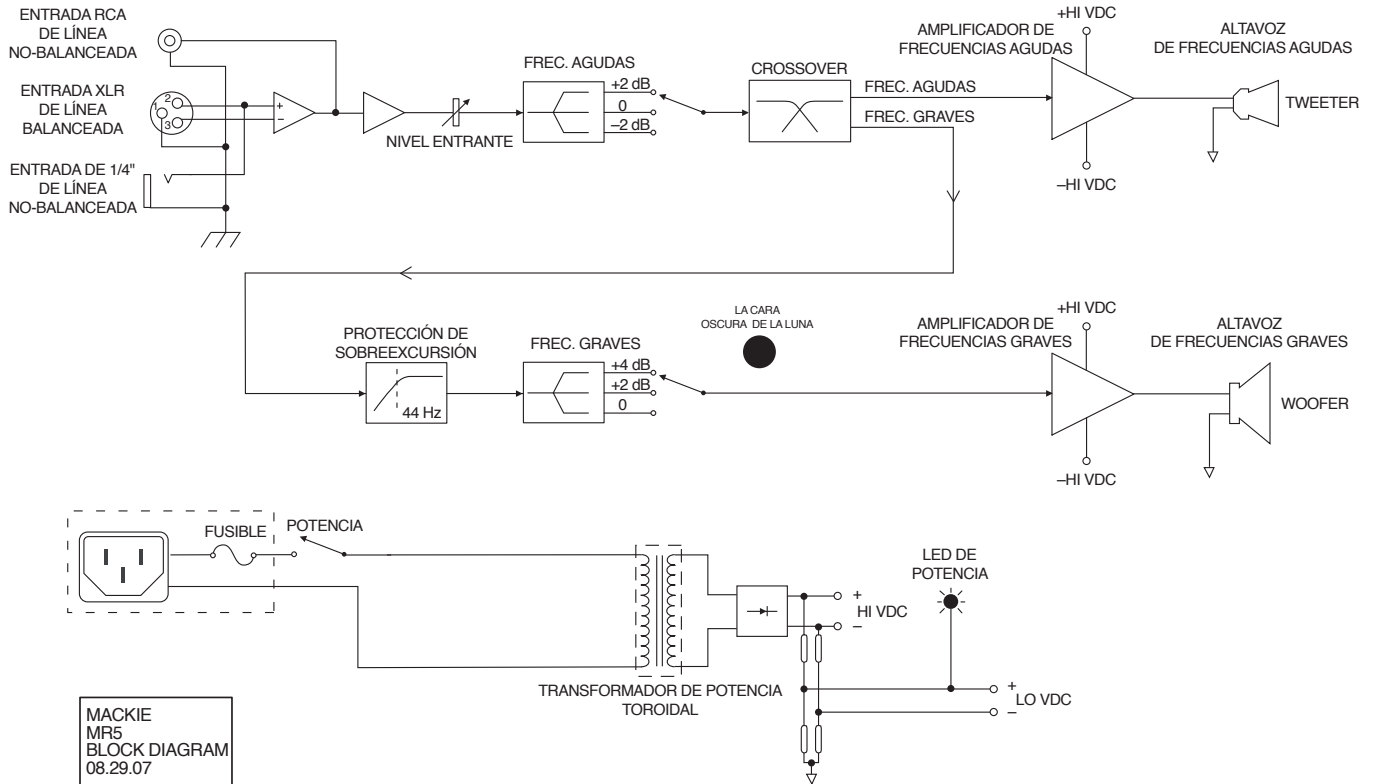 ENTRADA RCA
DE LÍNEA
NO-BALANCEADA
ENTRADA XLR
DE LÍNEA
BALANCEADA
1
2
3
+
–
ENTRADA DE 1/4"
DE LÍNEA
NO-BALANCEADA
NIVEL ENTRANTE
FREC. AGUDAS
+2 dB
0
–2 dB
CROSSOVER
FREC. AGUDAS
FREC. GRAVES
AMPLIFICADOR DE
FRECUENCIAS AGUDAS
+HI VDC
–HI VDC
ALTAVOZ
DE FRECUENCIAS AGUDAS
TWEETER
PROTECCIÓN DE
SOBREEXCURSIÓN
44 Hz
FREC. GRAVES
+4 dB
+2 dB
0
LA CARA
OSCURA DE LA LUNA
AMPLIFICADOR DE
FRECUENCIAS GRAVES
+HI VDC
–HI VDC
ALTAVOZ
DE FRECUENCIAS GRAVES
WOOFER
FUSIBLE
POTENCIA
TRANSFORMADOR DE POTENCIA
TOROIDAL
+
HI VDC
–
LED DE
POTENCIA
+
LO VDC
–
MACKIE
MR5
BLOCK DIAGRAM
08.29.07